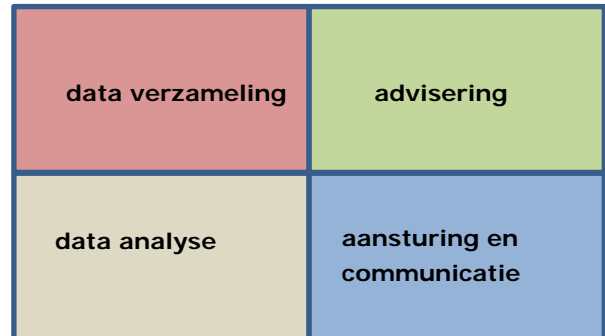 data verzameling
advisering
data analyse
aansturing en
communicatie